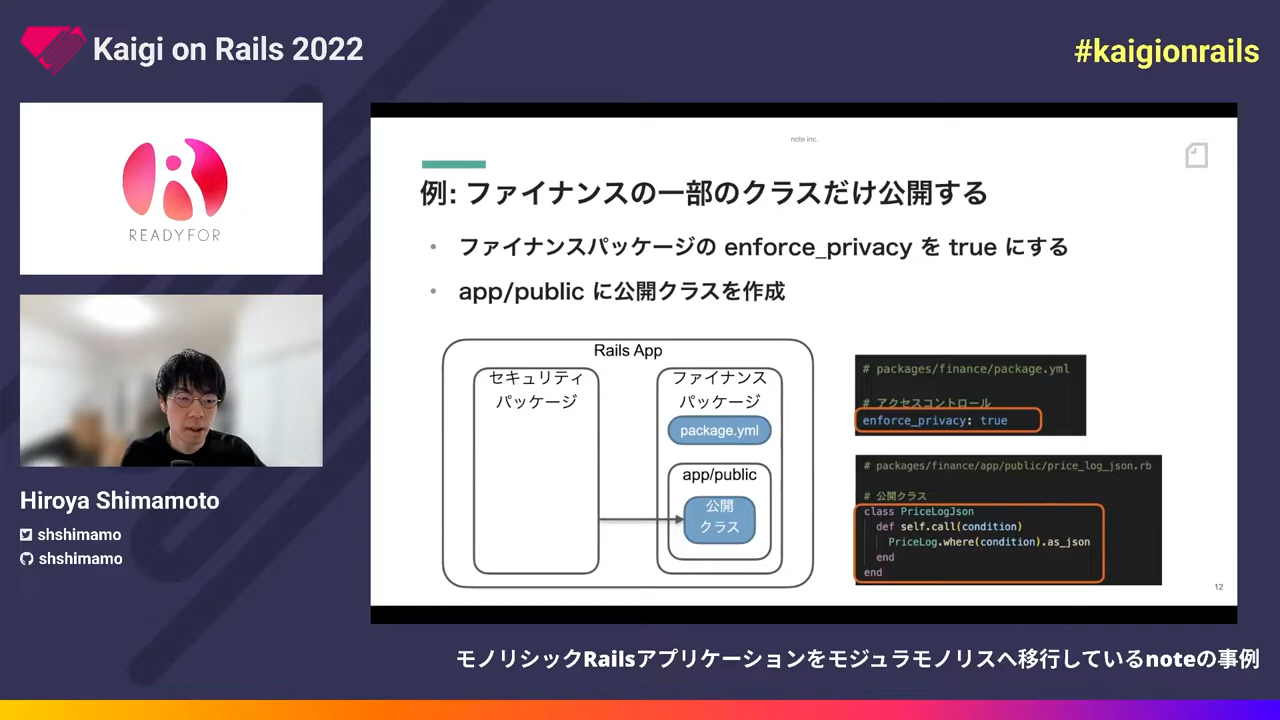 Kaigi on Rails 2022
#kaigionrails
READYFOR
Hiroya Shimamoto
shshimamo
shshimamo
note inc.
例: ファイナンスの一部のクラスだけ公開する
• ファイナンスパッケージの enforce_privacy を true にする
• app/public に公開クラスを作成
Rails App
セキュリティ
パッケージ
ファイナンス
パッケージ
package.yml
app/public
公開
クラス
# packages/finance/package.yml
# アクセスコントロール
enforce_privacy: true
# packages/finance/app/public/price_log_json.rb
# 公開クラス
class PriceLogJson
def self.call(condition)
PriceLog.where(condition).as_json
end
end
12
モノリシックRailsアプリケーションをモジュラモノリスへ移行しているnoteの事例